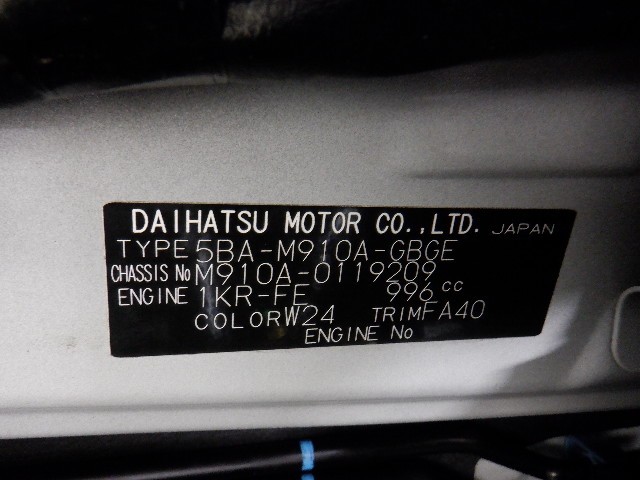 DAIHATSU MOTOR CO.,LTD. JAPAN
TYPE 5BA-M910A-GBGE
CHASSIS No M910A-0119209
ENGINE 1KR-FE 996 cc
COLOR W24 TRIM FA40
ENGINE No